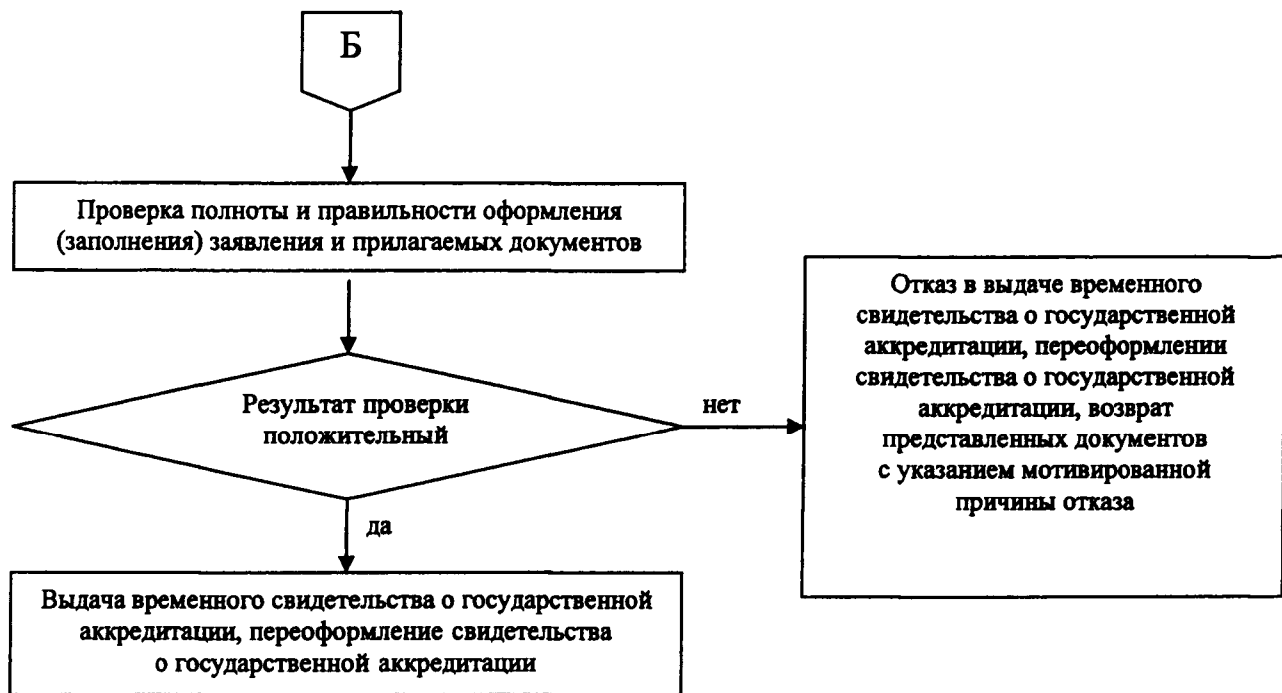 Б
Проверка полноты и правильности оформления
(заполнения) заявления и прилагаемых документов
Результат проверки
положительный
нет
Отказ в выдаче временного
свидетельства о государственной
аккредитации, переоформлении
свидетельства о государственной
аккредитации, возврат
представленных документов
с указанием мотивированной
причины отказа
да
Выдача временного свидетельства о государственной
аккредитации, переоформление свидетельства
о государственной аккредитации